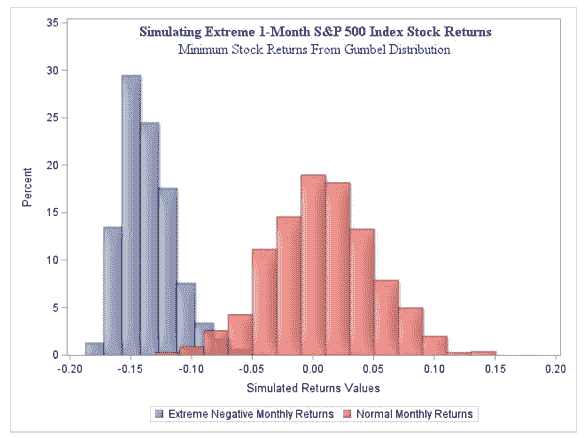 Simulating Extreme 1-Month S&P 500 Index Stock Returns
Minimum Stock Returns From Gumbel Distribution
35
30
25
20
15
10
5
0
Percent
-0.20 -0.15 -0.10 -0.05 0.00 0.05 0.10 0.15 0.20
Simulated Returns Values
Extreme Negative Monthly Returns Normal Monthly Returns